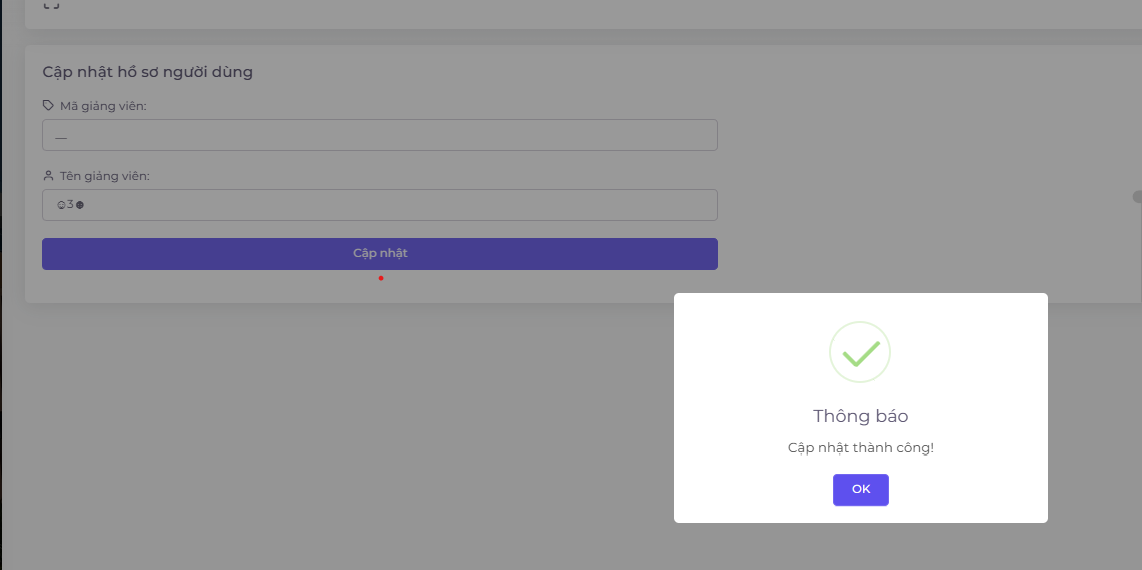 Cập nhật hồ sơ người dùng
Mã giảng viên:
__
Tên giảng viên:
☺3☻
Cập nhật
Thông báo
Cập nhật thành công!
OK